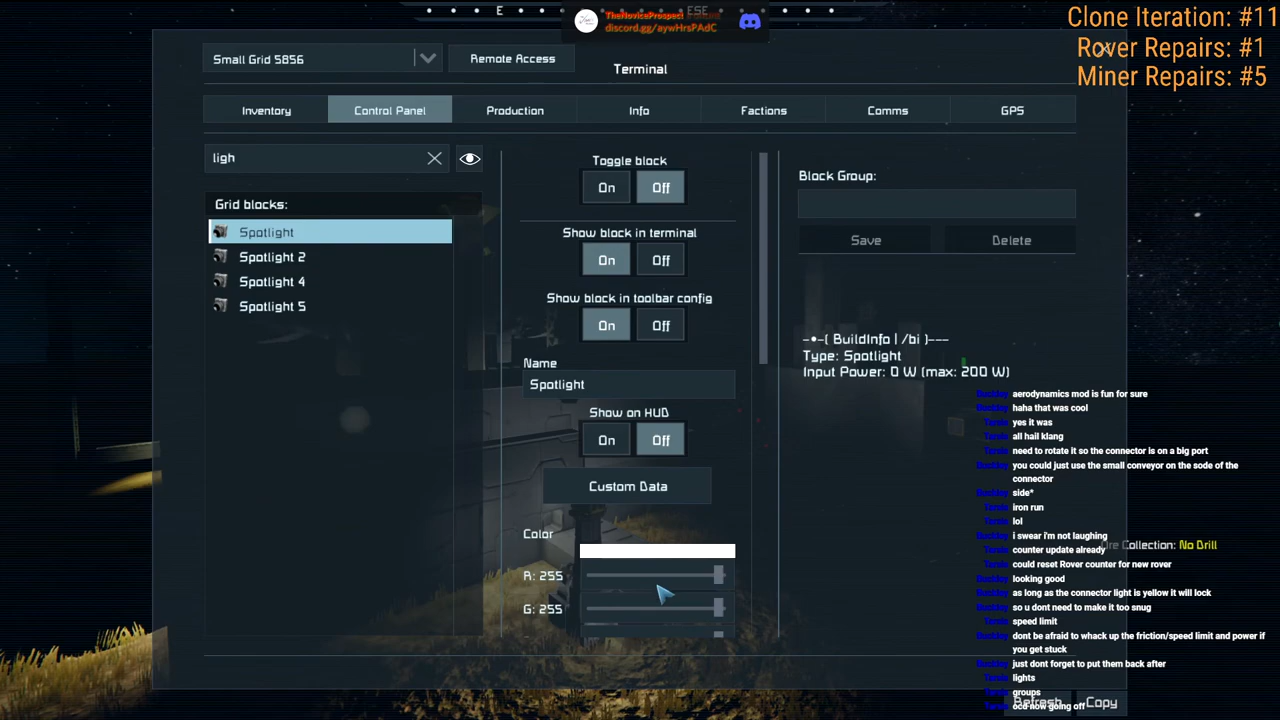 E
ESE
TheNoviceProspect
discord.gg/aywHrsPAdC
Clone Iteration: #11
Rover Repairs: #1
Miner Repairs: #5
Small Grid 5856
Remote Access
Terminal
Inventory
Control Panel
Production
Info
Factions
Comms
GPS
ligh
Grid blocks:
Spotlight
Spotlight 2
Spotlight 4
Spotlight 5
Toggle block
On Off
Show block in terminal
On Off
Show block in toolbar config
On Off
Name
Spotlight
Show on HUD
On Off
Custom Data
Color
R: 255
G: 255
Block Group:
Save
Delete
-•-( BuildInfo | /bi )---
Type: Spotlight
Input Power: 0 W (max: 200 W)
aerodynamics mod is fun for sure
haha that was cool
yes it was
all hail klang
need to rotate it so the connector is on a big port
you could just use the small conveyor on the sode of the
connector
side*
iron run
lol
i swear i'm not laughing
counter update already
Ore Collection: No Drill
could reset Rover counter for new rover
looking good
as long as the connector light is yellow it will lock
so u dont need to make it too snug
speed limit
dont be afraid to whack up the friction/speed limit and power if
you get stuck
just dont forget to put them back after
lights
groups
ocd now going off
Refresh
Copy